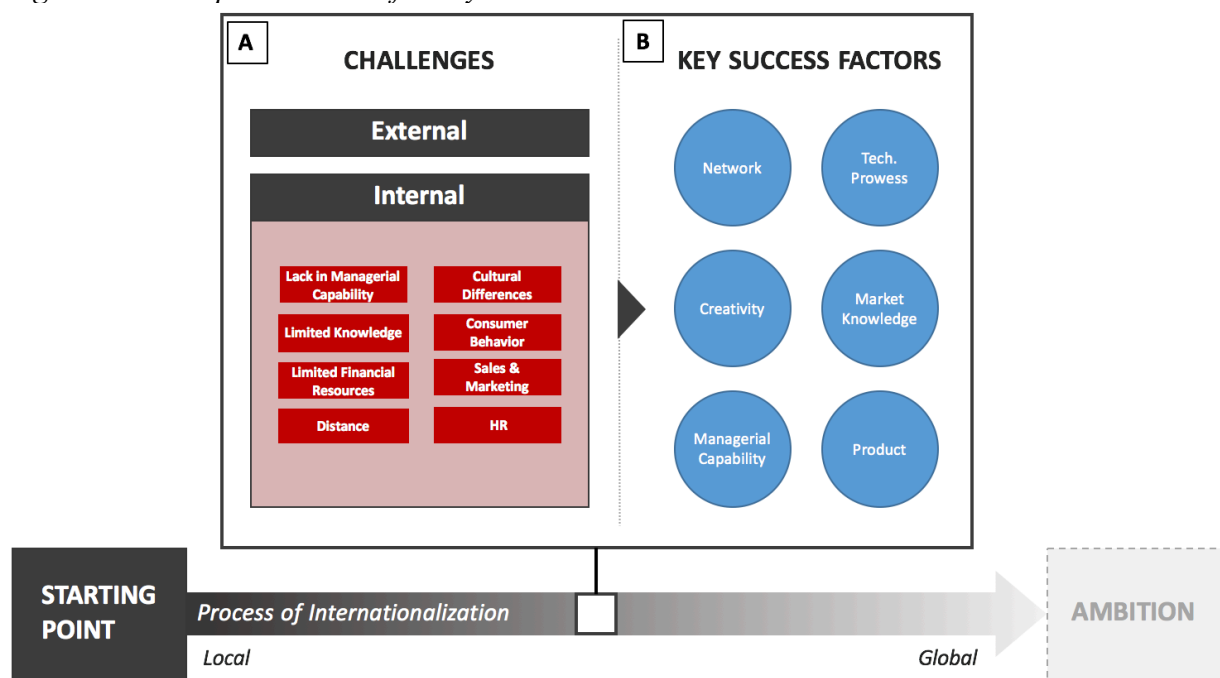 A
CHALLENGES
External
Internal
Lack in Managerial
Capability
Cultural
Differences
Limited Knowledge
Consumer
Behavior
Limited Financial
Resources
Sales &
Marketing
Distance
HR
B
KEY SUCCESS FACTORS
Network
Tech.
Prowess
Creativity
Market
Knowledge
Managerial
Capability
Product
STARTING
POINT
Process of Internationalization
AMBITION
Local
Global